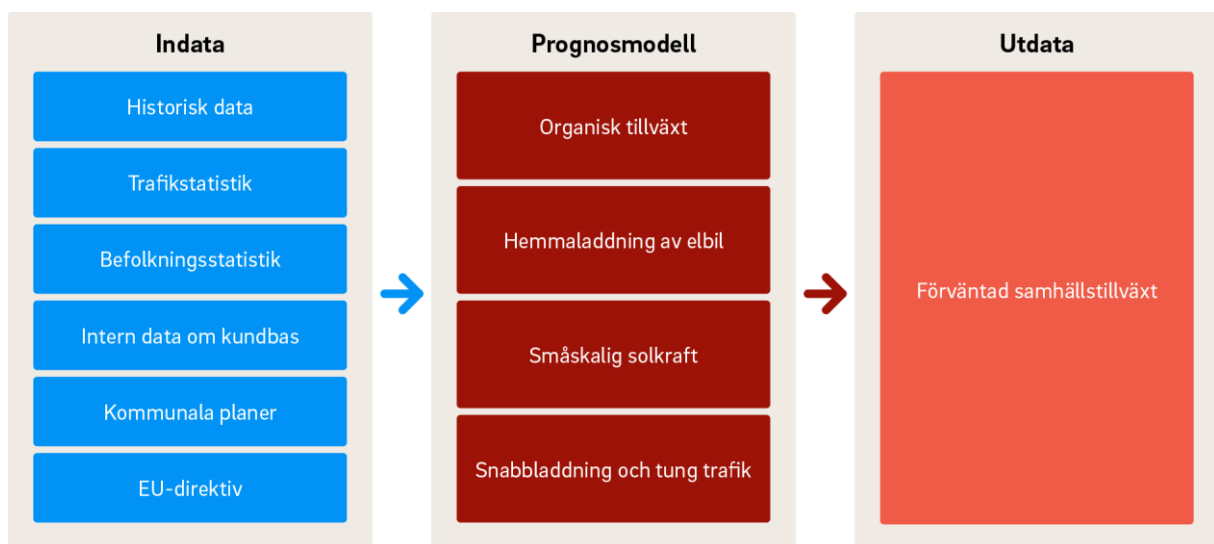 Indata
Historisk data
Trafikstatistik
Befolkningsstatistik
Intern data om kundbas
Kommunala planer
EU-direktiv
Prognosmodell
Organisk tillväxt
Hemmaladdning av elbil
Småskalig solkraft
Snabbladdning och tung trafik
Utdata
Förväntad samhällstillväxt